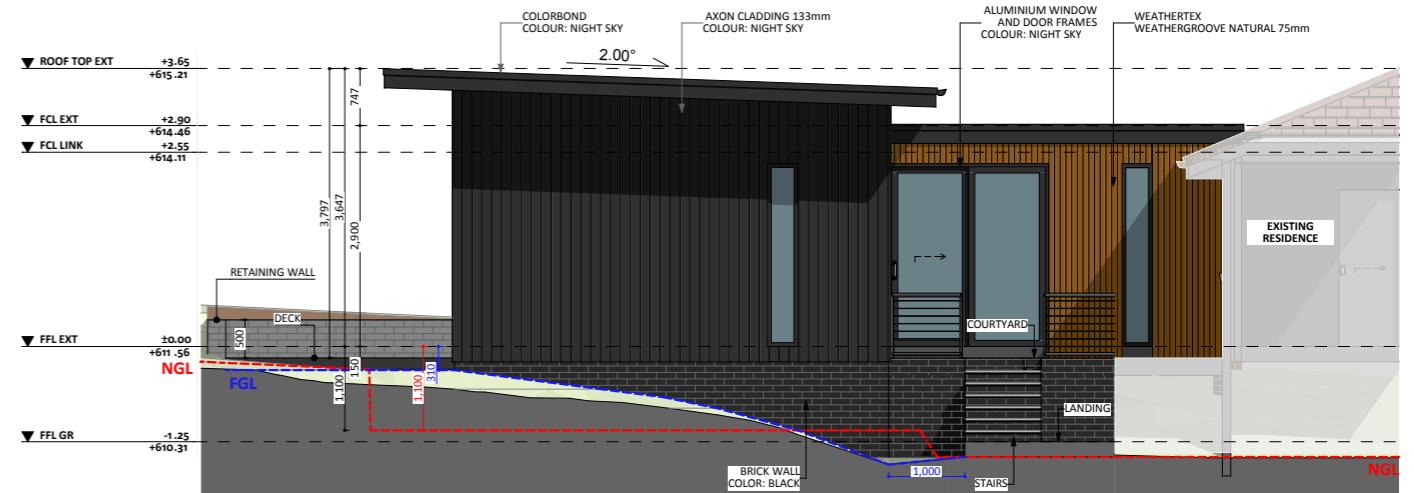 COLORBOND
COLOUR: NIGHT SKY
AXON CLADDING 133mm
COLOUR: NIGHT SKY
ALUMINIUM WINDOW
AND DOOR FRAMES
COLOUR: NIGHT SKY
WEATHERTEX
WEATHERGROOVE NATURAL 75mm
2.00°
ROOF TOP EXT +3.65
+615.21
747
FCL EXT +2.90
+614.46
FCL LINK +2.55
+614.11
3,797
3,647
2,900
EXISTING
RESIDENCE
RETAINING WALL
DECK
500
COURTYARD
FFL EXT ±0.00
+611.56
NGL
FGL
150
1,100
1,100
310
LANDING
FFL GR -1.25
+610.31
BRICK WALL
COLOR: BLACK
1,000
STAIRS
NGL